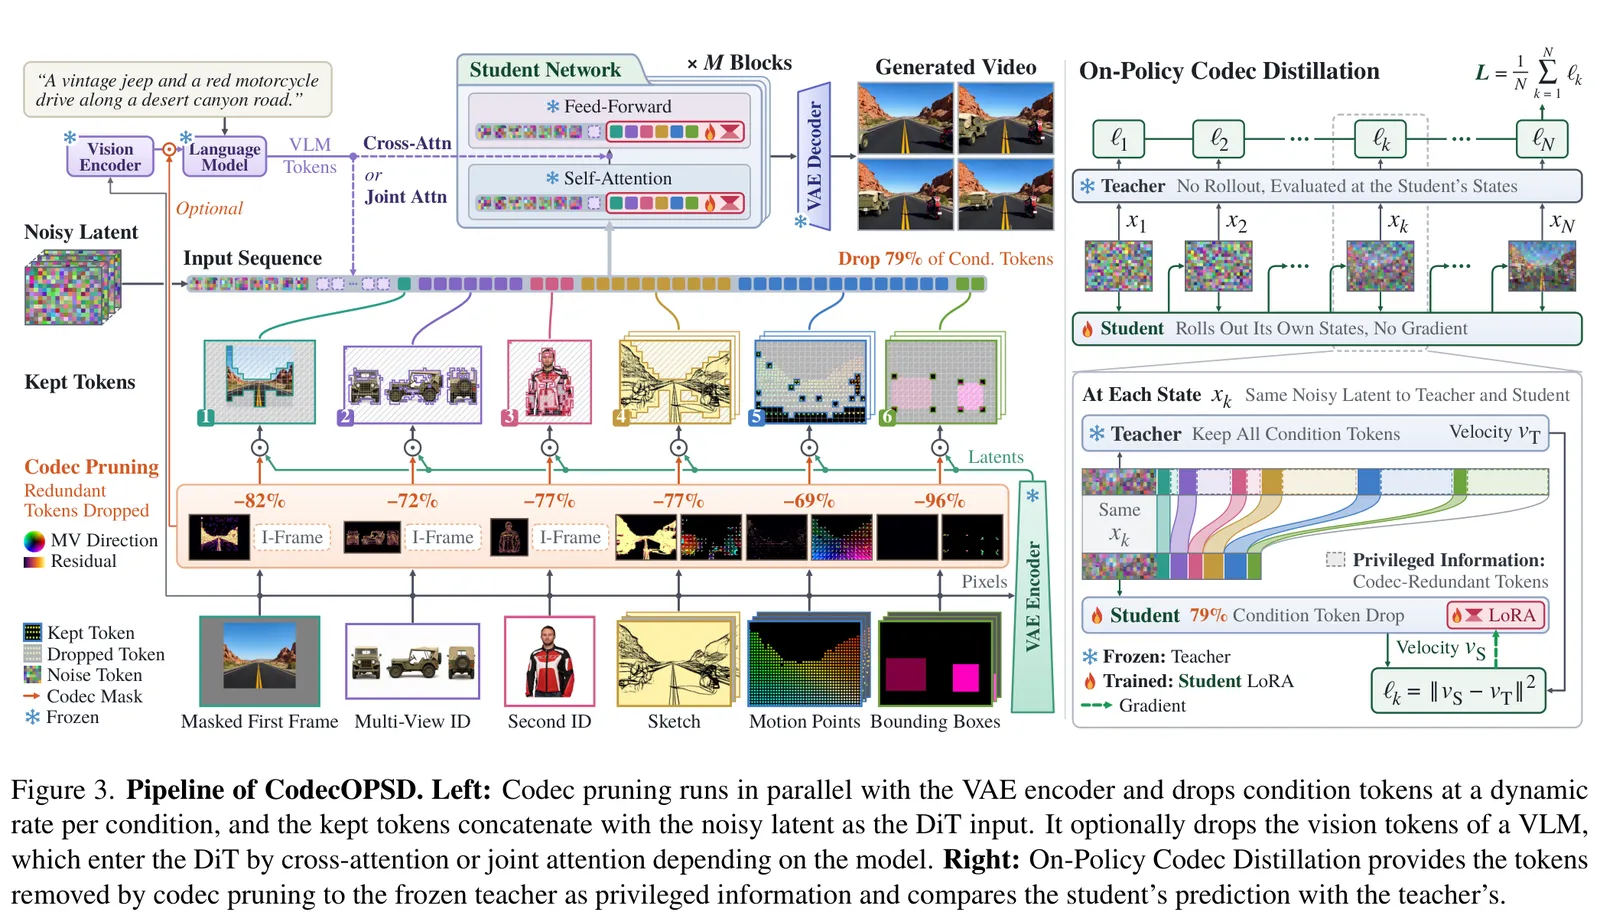 “A vintage jeep and a red motorcycle
drive along a desert canyon road.”
Vision
Encoder
Language
Model
VLM
Tokens
Cross-Attn
or
Joint Attn
Optional
Noisy Latent
Input Sequence
Student Network
× M Blocks
Feed-Forward
Self-Attention
VAE Decoder
Generated Video
Drop 79% of Cond. Tokens
Kept Tokens
1
2
3
4
5
6
Latents
Codec Pruning
Redundant
Tokens Dropped
MV Direction
Residual
−82%
−72%
−77%
−77%
−69%
−96%
I-Frame
I-Frame
I-Frame
Pixels
VAE Encoder
Kept Token
Dropped Token
Noise Token
Codec Mask
Frozen
Masked First Frame
Multi-View ID
Second ID
Sketch
Motion Points
Bounding Boxes
On-Policy Codec Distillation
L = 1/N Σ k = 1 N ℓk
ℓ1
ℓ2
···
ℓk
···
ℓN
Teacher No Rollout, Evaluated at the Student’s States
x1
x2
xk
xN
···
···
Student Rolls Out Its Own States, No Gradient
At Each State xk Same Noisy Latent to Teacher and Student
Teacher Keep All Condition Tokens Velocity vT
Same
xk
Privileged Information:
Codec-Redundant Tokens
Student 79% Condition Token Drop
LoRA
Velocity vS
Frozen: Teacher
Trained: Student LoRA
Gradient
ℓk = ‖vS − vT‖²
Figure 3. Pipeline of CodecOPSD. Left: Codec pruning runs in parallel with the VAE encoder and drops condition tokens at a dynamic
rate per condition, and the kept tokens concatenate with the noisy latent as the DiT input. It optionally drops the vision tokens of a VLM,
which enter the DiT by cross-attention or joint attention depending on the model. Right: On-Policy Codec Distillation provides the tokens
removed by codec pruning to the frozen teacher as privileged information and compares the student’s prediction with the teacher’s.